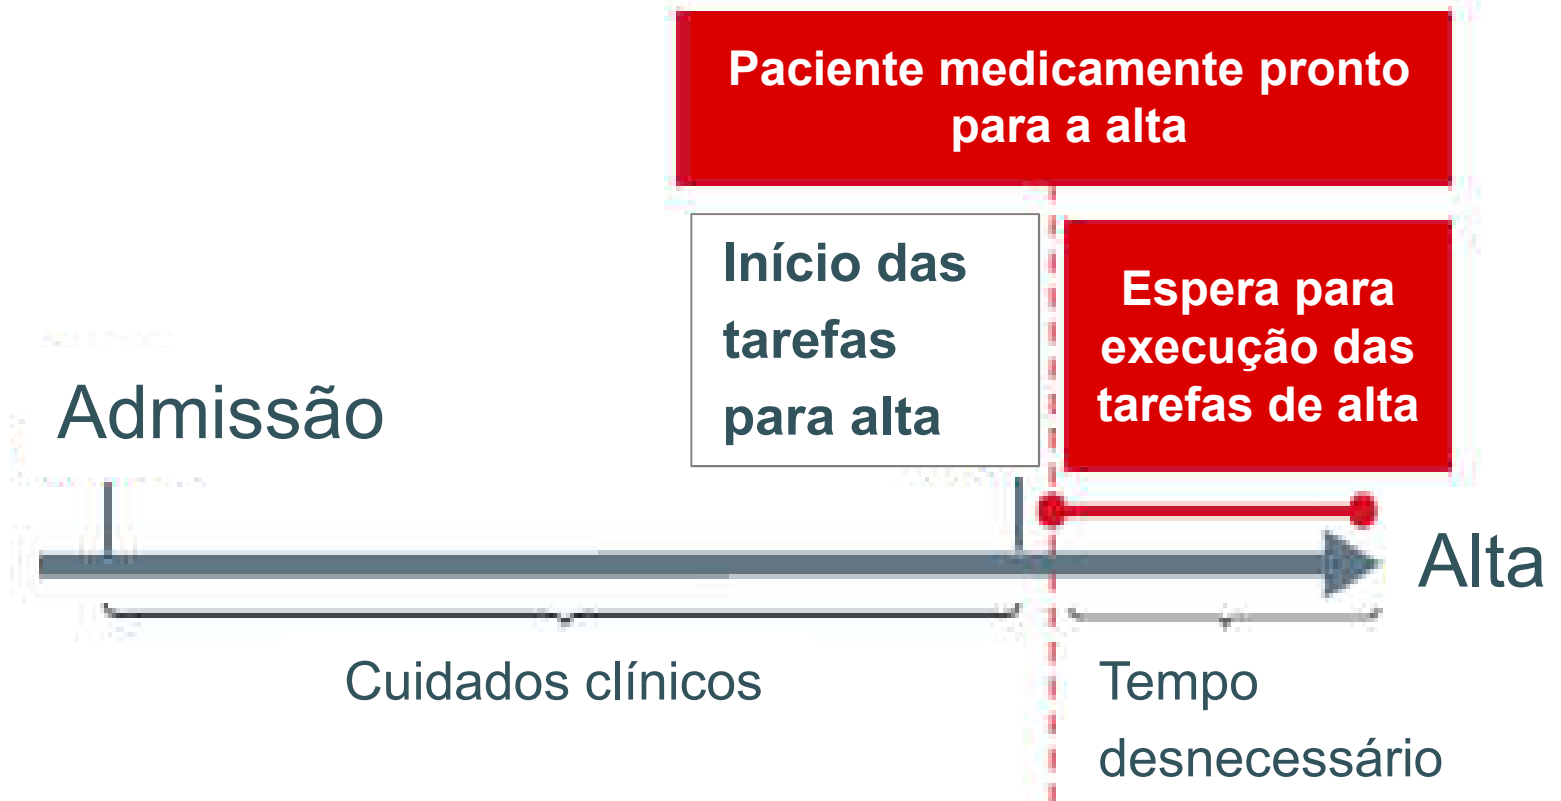 Paciente medicamente pronto
para a alta
Início das
tarefas
para alta
Espera para
execução das
tarefas de alta
Admissão
Alta
Cuidados clínicos
Tempo
desnecessário